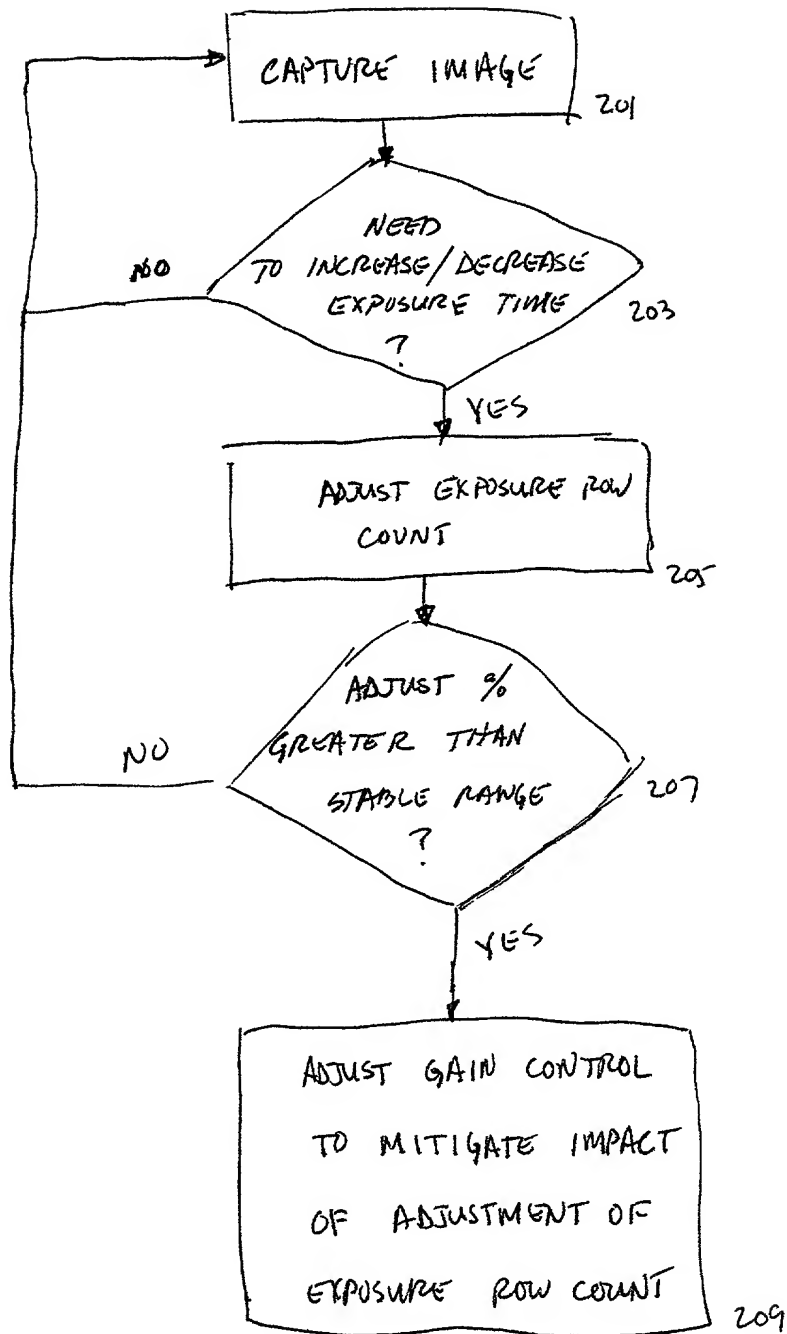 CAPTURE IMAGE
201
NEED
TO INCREASE/DECREASE
EXPOSURE TIME
?
203
NO
YES
ADJUST EXPOSURE ROW
COUNT
205
ADJUST %
GREATER THAN
STABLE RANGE
?
207
NO
YES
ADJUST GAIN CONTROL
TO MITIGATE IMPACT
OF ADJUSTMENT OF
EXPOSURE ROW COUNT
209